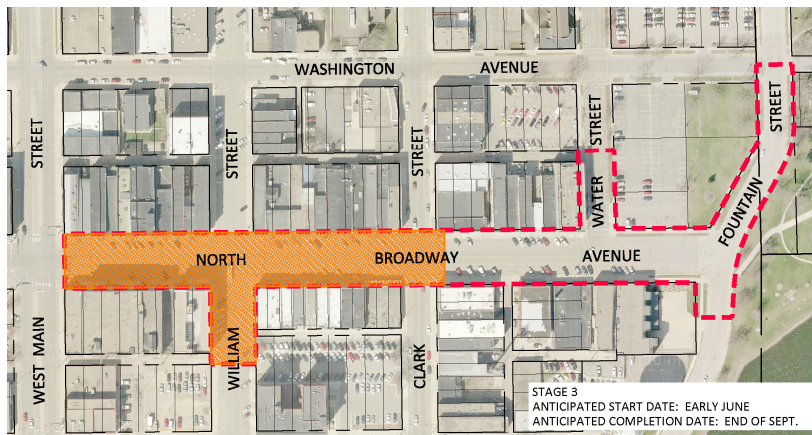 WASHINGTON AVENUE
STREET
STREET
STREET
STREET
STREET
WATER
FOUNTAIN
NORTH BROADWAY AVENUE
WEST MAIN
WILLIAM
CLARK
STAGE 3
ANTICIPATED START DATE: EARLY JUNE
ANTICIPATED COMPLETION DATE: END OF SEPT.